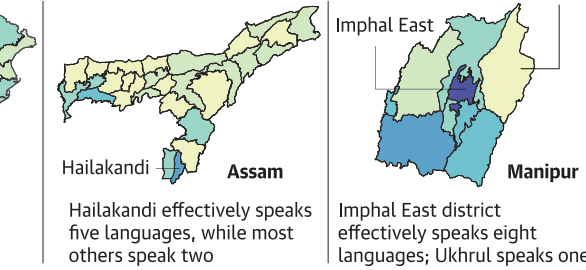 Hailakandi
Assam
Hailakandi effectively speaks
five languages, while most
others speak two
Imphal East
Manipur
Imphal East district
effectively speaks eight
languages; Ukhrul speaks one